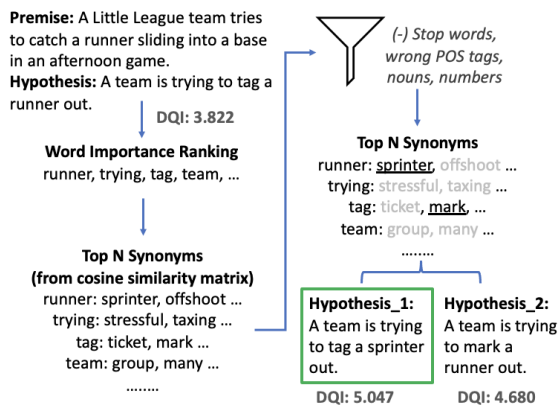 Premise: A Little League team tries
to catch a runner sliding into a base
in an afternoon game.
Hypothesis: A team is trying to tag a
runner out.
DQI: 3.822
Word Importance Ranking
runner, trying, tag, team, ...
Top N Synonyms
(from cosine similarity matrix)
runner: sprinter, offshoot ...
trying: stressful, taxing ...
tag: ticket, mark ...
team: group, many ...
........
(-) Stop words,
wrong POS tags,
nouns, numbers
Top N Synonyms
runner: sprinter, offshoot ...
trying: stressful, taxing ...
tag: ticket, mark, ...
team: group, many ...
........
Hypothesis_1:
A team is trying
to tag a sprinter
out.
DQI: 5.047
Hypothesis_2:
A team is trying
to mark a
runner out.
DQI: 4.680